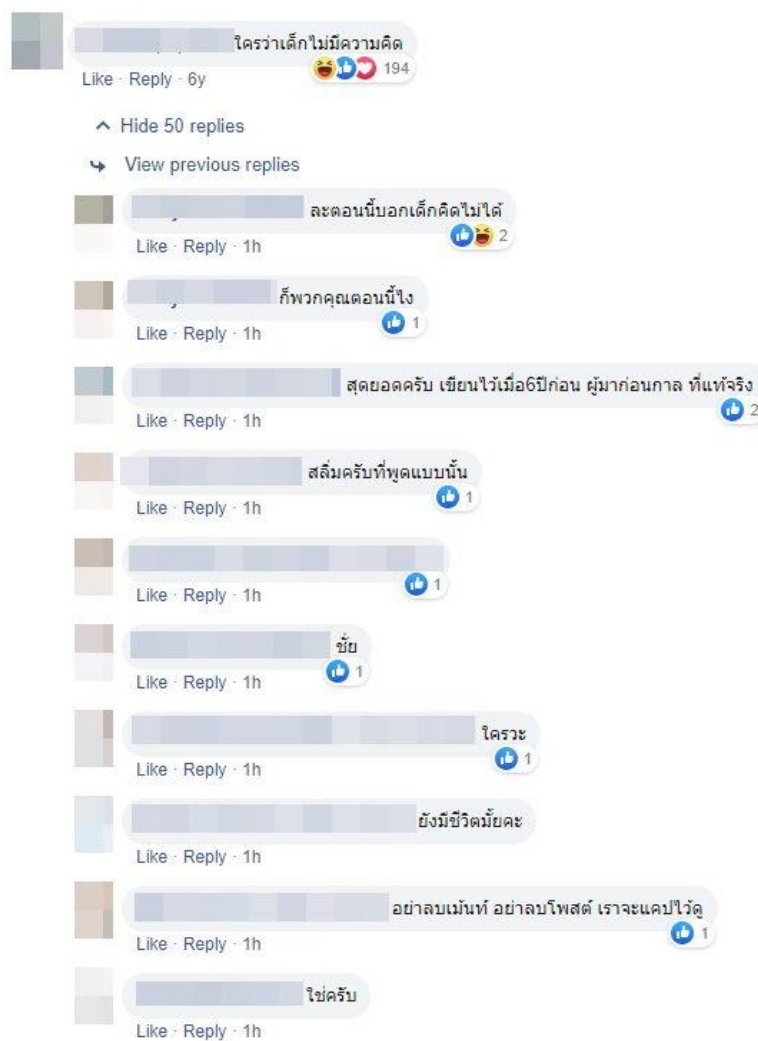 ใครว่าเด็กไม่มีความคิด
194
Like · Reply · 6y
Hide 50 replies
View previous replies
ละตอนนี้บอกเด็กคิดไม่ได้
2
Like · Reply · 1h
ก็พวกคุณตอนนี้ไง
1
Like · Reply · 1h
สุดยอดครับ เขียนไว้เมื่อ6ปีก่อน ผู้มาก่อนกาล ที่แท้จริง
2
Like · Reply · 1h
สลิ่มครับที่พูดแบบนั้น
1
Like · Reply · 1h
1
Like · Reply · 1h
ชั้ย
1
Like · Reply · 1h
ใครวะ
1
Like · Reply · 1h
ยังมีชีวิตมั้ยคะ
Like · Reply · 1h
อย่าลบเม้นท์ อย่าลบโพสต์ เราจะแคปไว้ดู
1
Like · Reply · 1h
ใช่ครับ
Like · Reply · 1h